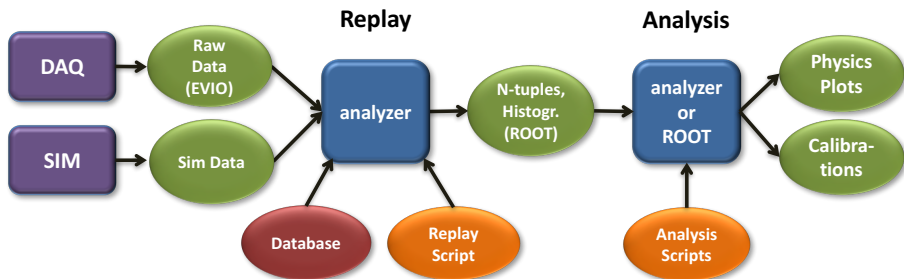 Replay
Analysis
DAQ
Raw
Data
(EVIO)
SIM
Sim Data
analyzer
N-tuples,
Histogr.
(ROOT)
analyzer
or
ROOT
Physics
Plots
Calibra-
tions
Database
Replay
Script
Analysis
Scripts